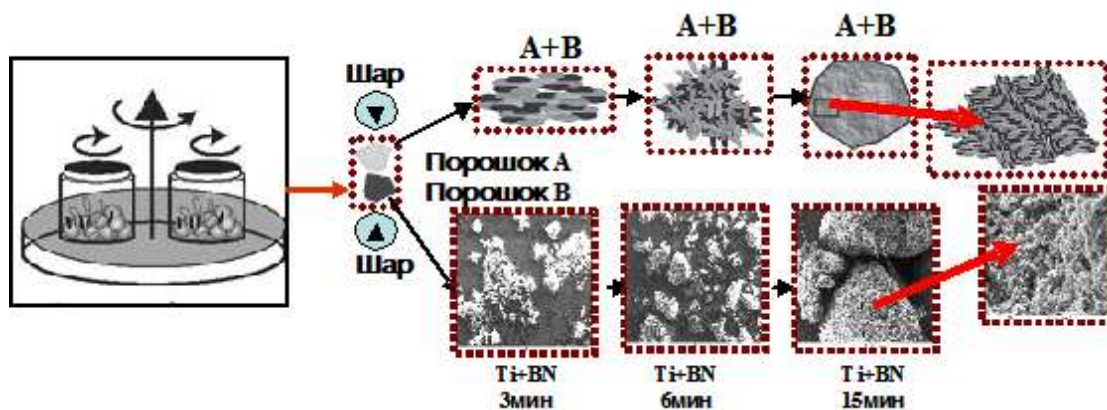 A+B
A+B
A+B
Шар
Порошок А
Порошок В
Шар
Ti+BN
3мин
Ti+BN
6мин
Ti+BN
15мин